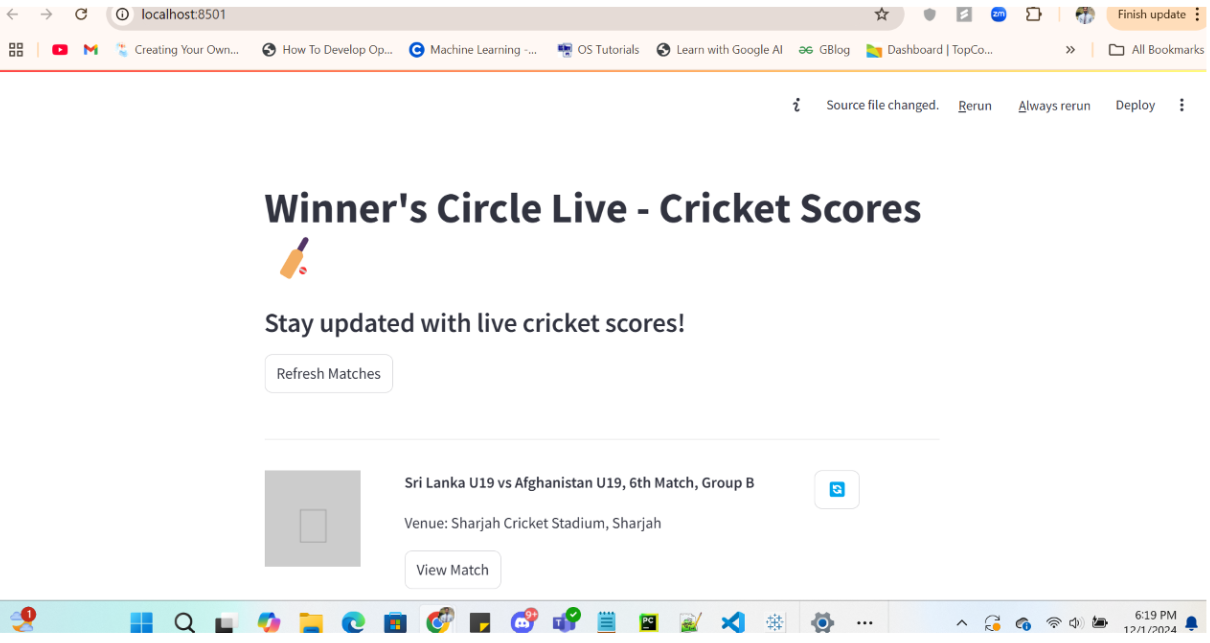 localhost:8501
Finish update
Creating Your Own...
How To Develop Op...
Machine Learning -...
OS Tutorials
Learn with Google AI
GBlog
Dashboard | TopCo...
»
All Bookmarks
Source file changed. Rerun Always rerun Deploy
Winner's Circle Live - Cricket Scores
Stay updated with live cricket scores!
Refresh Matches
Sri Lanka U19 vs Afghanistan U19, 6th Match, Group B
Venue: Sharjah Cricket Stadium, Sharjah
View Match
6:19 PM
12/1/2024